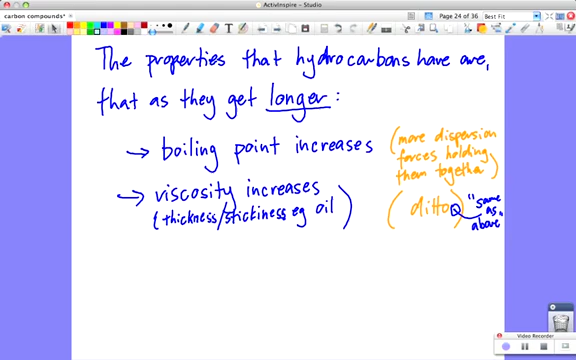 ActivInspire - Studio
carbon compounds*
Page 24 of 36
Best Fit
The properties that hydrocarbons have are,
that as they get longer:
→ boiling point increases
(more dispersion
forces holding
them together)
→ viscosity increases
(thickness/stickiness eg oil)
(ditto)
"same
as
above"
Video Recorder